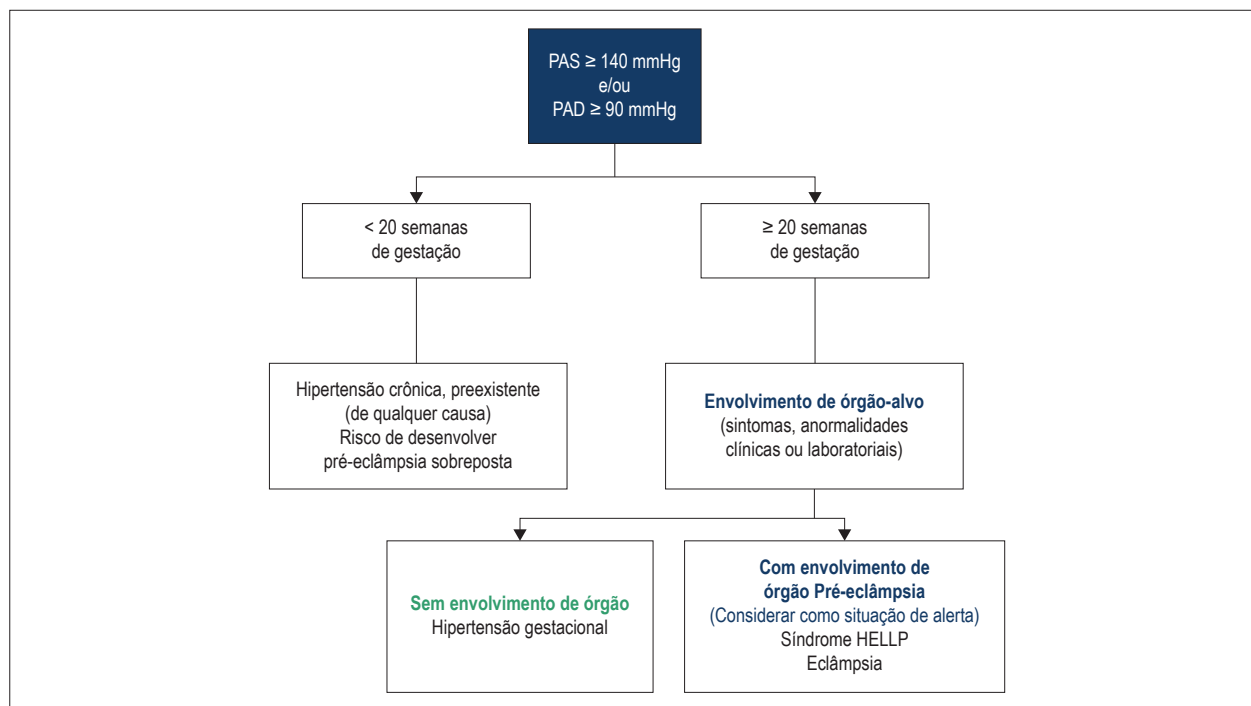 PAS ≥ 140 mmHg
e/ou
PAD ≥ 90 mmHg
< 20 semanas
de gestação
≥ 20 semanas
de gestação
Hipertensão crônica, preexistente
(de qualquer causa)
Risco de desenvolver
pré-eclâmpsia sobreposta
Envolvimento de órgão-alvo
(sintomas, anormalidades
clínicas ou laboratoriais)
Sem envolvimento de órgão
Hipertensão gestacional
Com envolvimento de
órgão Pré-eclâmpsia
(Considerar como situação de alerta)
Síndrome HELLP
Eclâmpsia